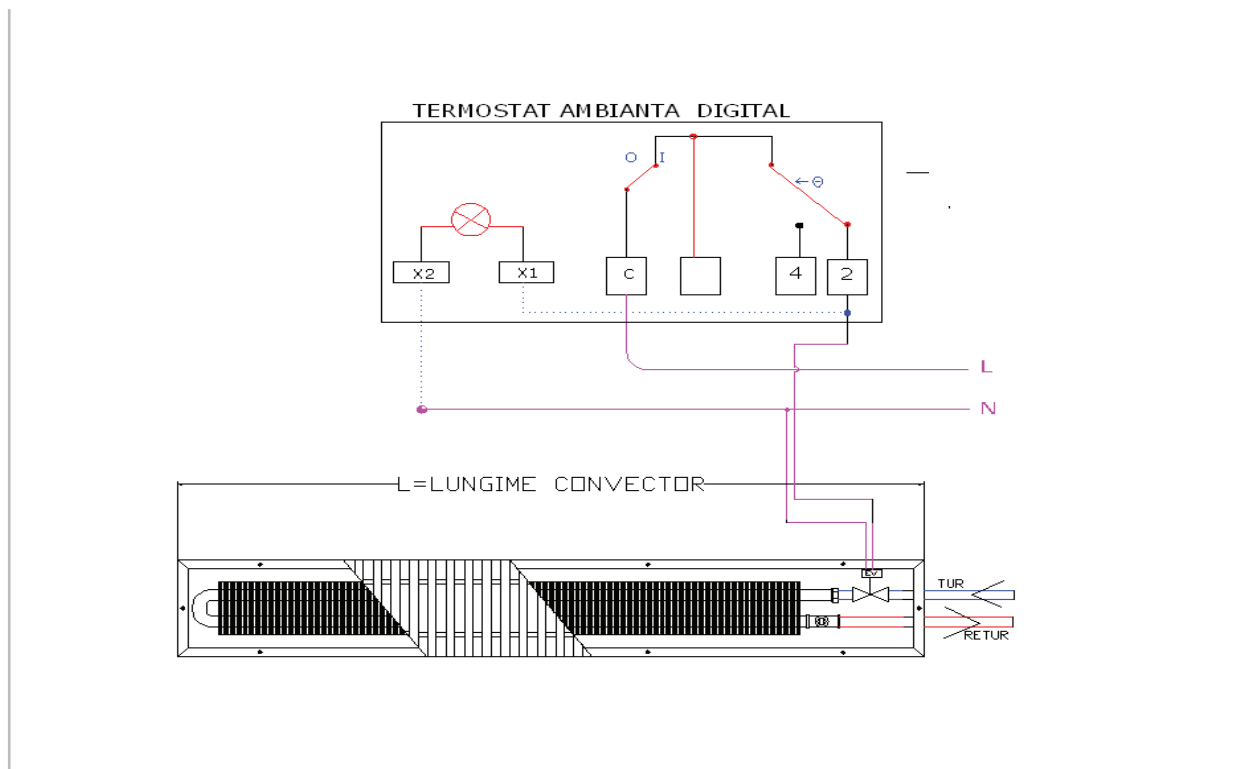 TERMOSTAT AMBIANTA DIGITAL
O I
←Θ
X2 X1 C 4 2
L
N
L=LUNGIME CONVECTOR
EV
TUR
RETUR